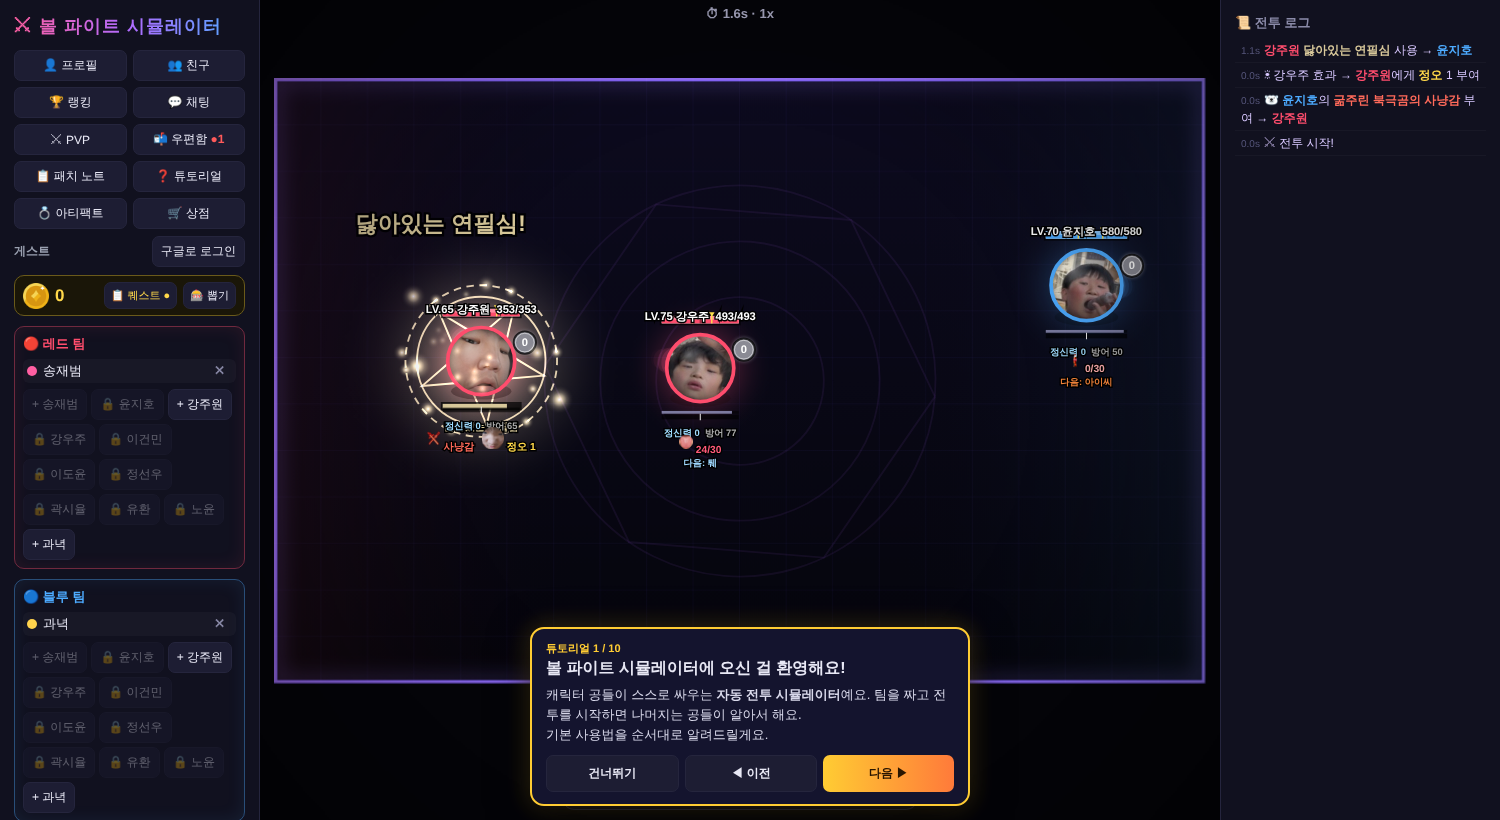 ⚔ 볼 파이트 시뮬레이터
👤 프로필
👥 친구
🏆 랭킹
💬 채팅
⚔ PVP
📬 우편함 ●1
📋 패치 노트
❓ 튜토리얼
💍 아티팩트
🛒 상점
게스트
구글로 로그인
0
📋 퀘스트 ●
🎰 뽑기
🔴 레드 팀
송재범 ✕
+ 송재범
🔒 윤지호
+ 강주원
🔒 강우주
🔒 이건민
🔒 이도윤
🔒 정선우
🔒 곽시율
🔒 유환
🔒 노윤
+ 과녁
🔵 블루 팀
과녁 ✕
+ 송재범
🔒 윤지호
+ 강주원
🔒 강우주
🔒 이건민
🔒 이도윤
🔒 정선우
🔒 곽시율
🔒 유환
🔒 노윤
+ 과녁
⏱ 1.6s · 1x
닳아있는 연필심!
LV.65 강주원 353/353
0
정신력 0 방어 65
사냥감
정오 1
LV.75 강우주 493/493
0
정신력 0 방어 77
24/30
다음: 퉤
LV.70 윤지호 580/580
0
정신력 0 방어 50
0/30
다음: 아이씨
튜토리얼 1 / 10
볼 파이트 시뮬레이터에 오신 걸 환영해요!
캐릭터 공들이 스스로 싸우는 자동 전투 시뮬레이터예요. 팀을 짜고 전
투를 시작하면 나머지는 공들이 알아서 해요.
기본 사용법을 순서대로 알려드릴게요.
건너뛰기
◀ 이전
다음 ▶
📜 전투 로그
1.1s 강주원 닳아있는 연필심 사용 → 윤지호
0.0s ☀ 강우주 효과 → 강주원에게 정오 1 부여
0.0s 🐻‍❄️ 윤지호의 굶주린 북극곰의 사냥감 부
여 → 강주원
0.0s ⚔ 전투 시작!